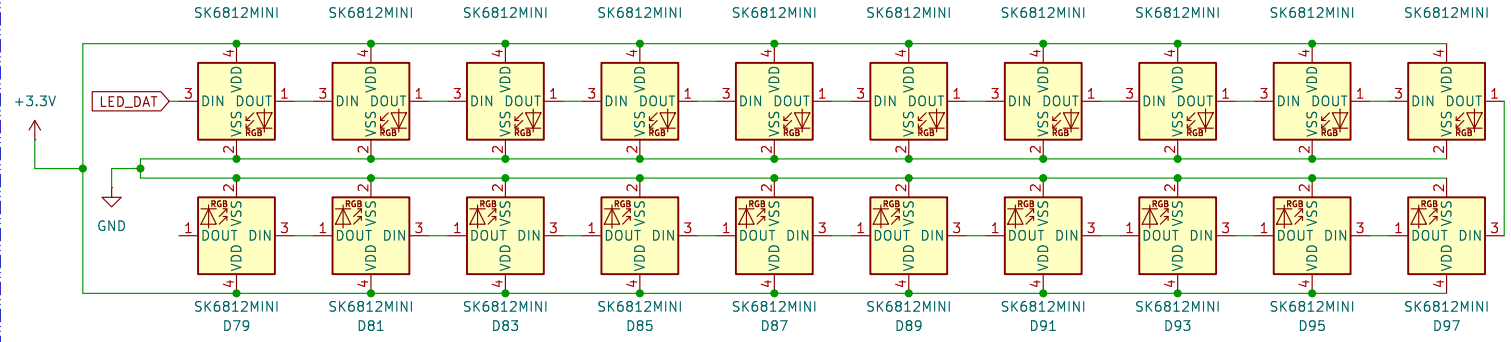 SK6812MINI SK6812MINI SK6812MINI SK6812MINI SK6812MINI SK6812MINI SK6812MINI SK6812MINI SK6812MINI SK6812MINI
4 4 4 4 4 4 4 4 4 4
VDD VDD VDD VDD VDD VDD VDD VDD VDD VDD
+3.3V LED_DAT 3 DIN DOUT 1 3 DIN DOUT 1 3 DIN DOUT 1 3 DIN DOUT 1 3 DIN DOUT 1 3 DIN DOUT 1 3 DIN DOUT 1 3 DIN DOUT 1 3 DIN DOUT 1 3 DIN DOUT 1
VSS RGB VSS RGB VSS RGB VSS RGB VSS RGB VSS RGB VSS RGB VSS RGB VSS RGB VSS RGB
2 2 2 2 2 2 2 2 2 2
2 2 2 2 2 2 2 2 2 2
RGB VSS RGB VSS RGB VSS RGB VSS RGB VSS RGB VSS RGB VSS RGB VSS RGB VSS RGB VSS
GND 1 DOUT DIN 3 1 DOUT DIN 3 1 DOUT DIN 3 1 DOUT DIN 3 1 DOUT DIN 3 1 DOUT DIN 3 1 DOUT DIN 3 1 DOUT DIN 3 1 DOUT DIN 3 1 DOUT DIN 3
VDD VDD VDD VDD VDD VDD VDD VDD VDD VDD
4 4 4 4 4 4 4 4 4 4
SK6812MINI SK6812MINI SK6812MINI SK6812MINI SK6812MINI SK6812MINI SK6812MINI SK6812MINI SK6812MINI SK6812MINI
D79 D81 D83 D85 D87 D89 D91 D93 D95 D97